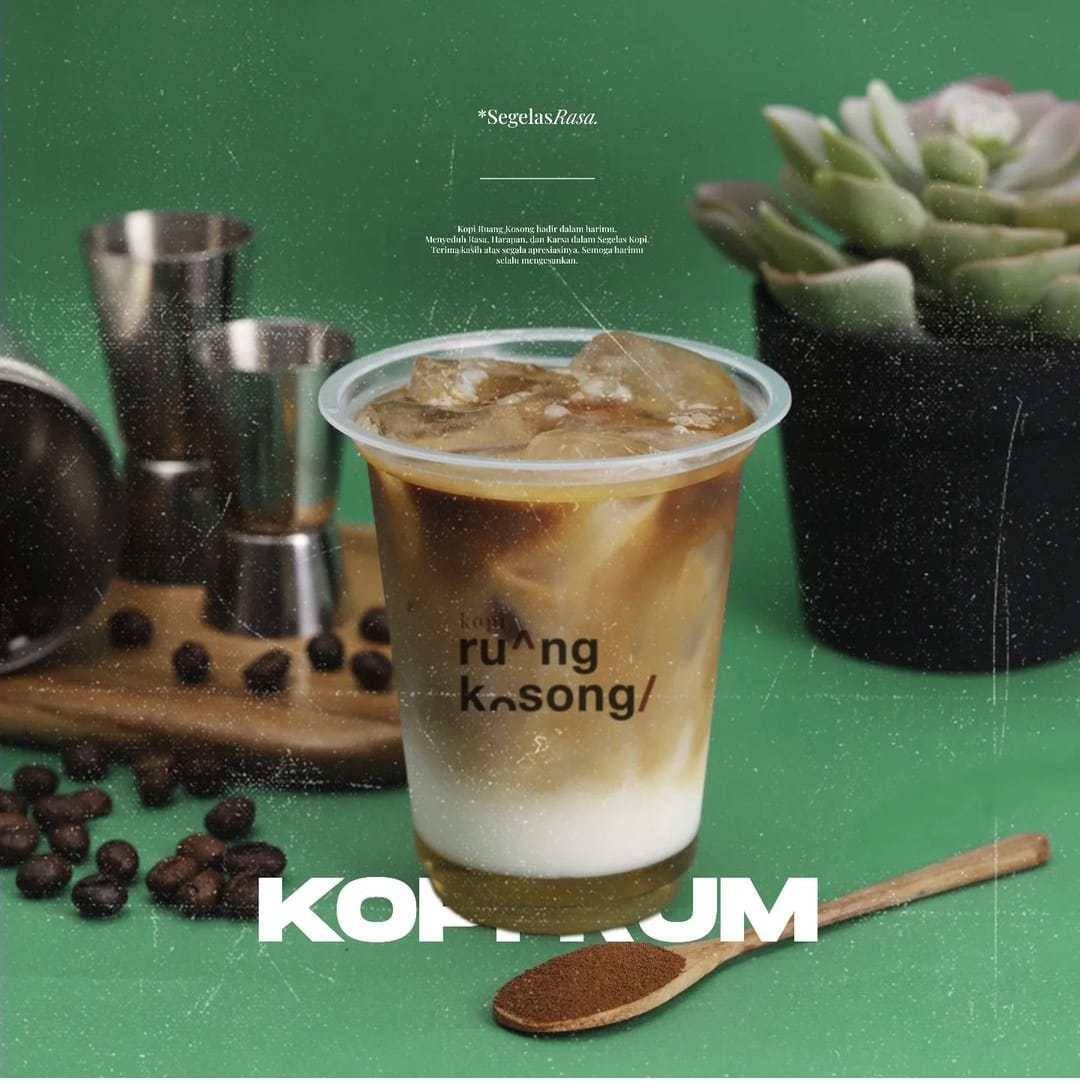 *SegelasRasa.
Kopi Ruang Kosong hadir dalam harimu.
Menyeduh Rasa, Harapan, dan Karsa dalam Segelas Kopi.
Terima kasih atas segala apresiasinya. Semoga harimu
selalu mengesankan.
kopi
ru^ng
kosong/
KOPI RUM